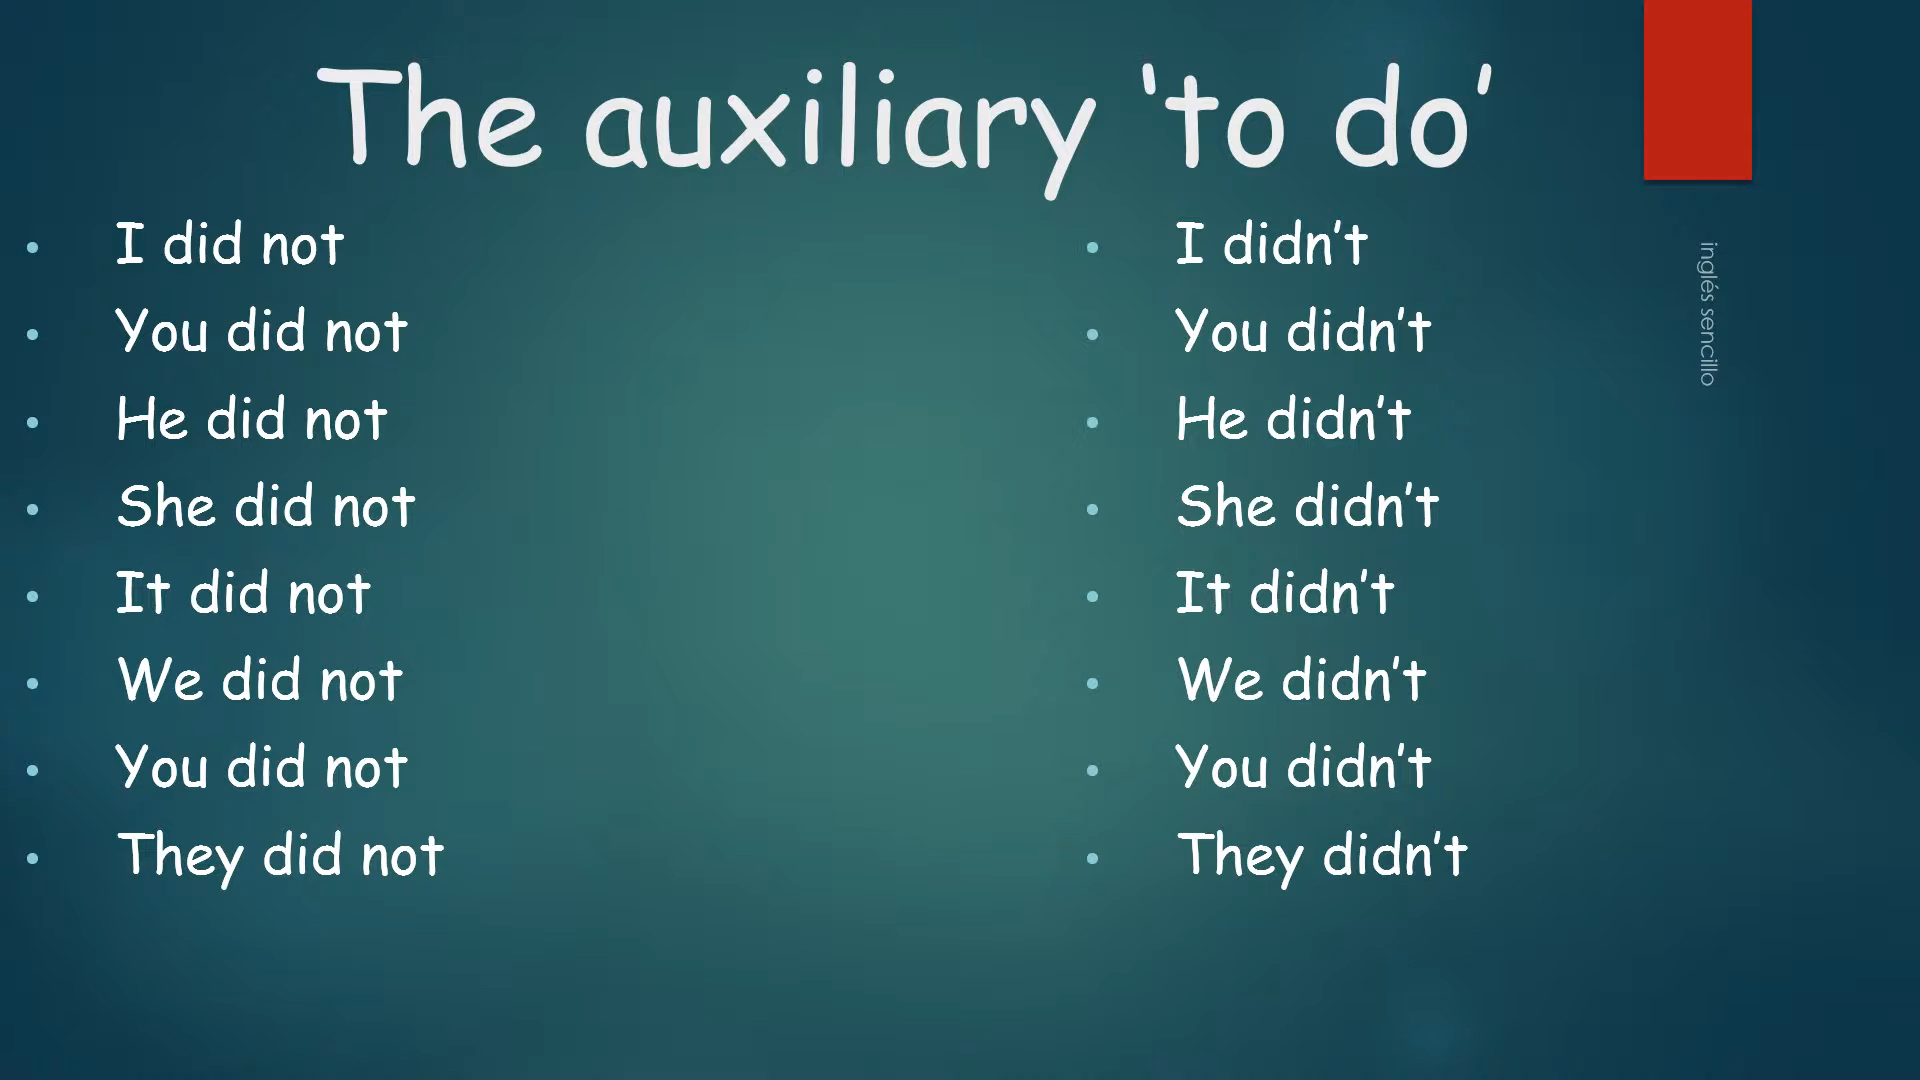 The auxiliary ‘to do’
• I did not
• You did not
• He did not
• She did not
• It did not
• We did not
• You did not
• They did not
• I didn’t
• You didn’t
• He didn’t
• She didn’t
• It didn’t
• We didn’t
• You didn’t
• They didn’t
inglés sencillo